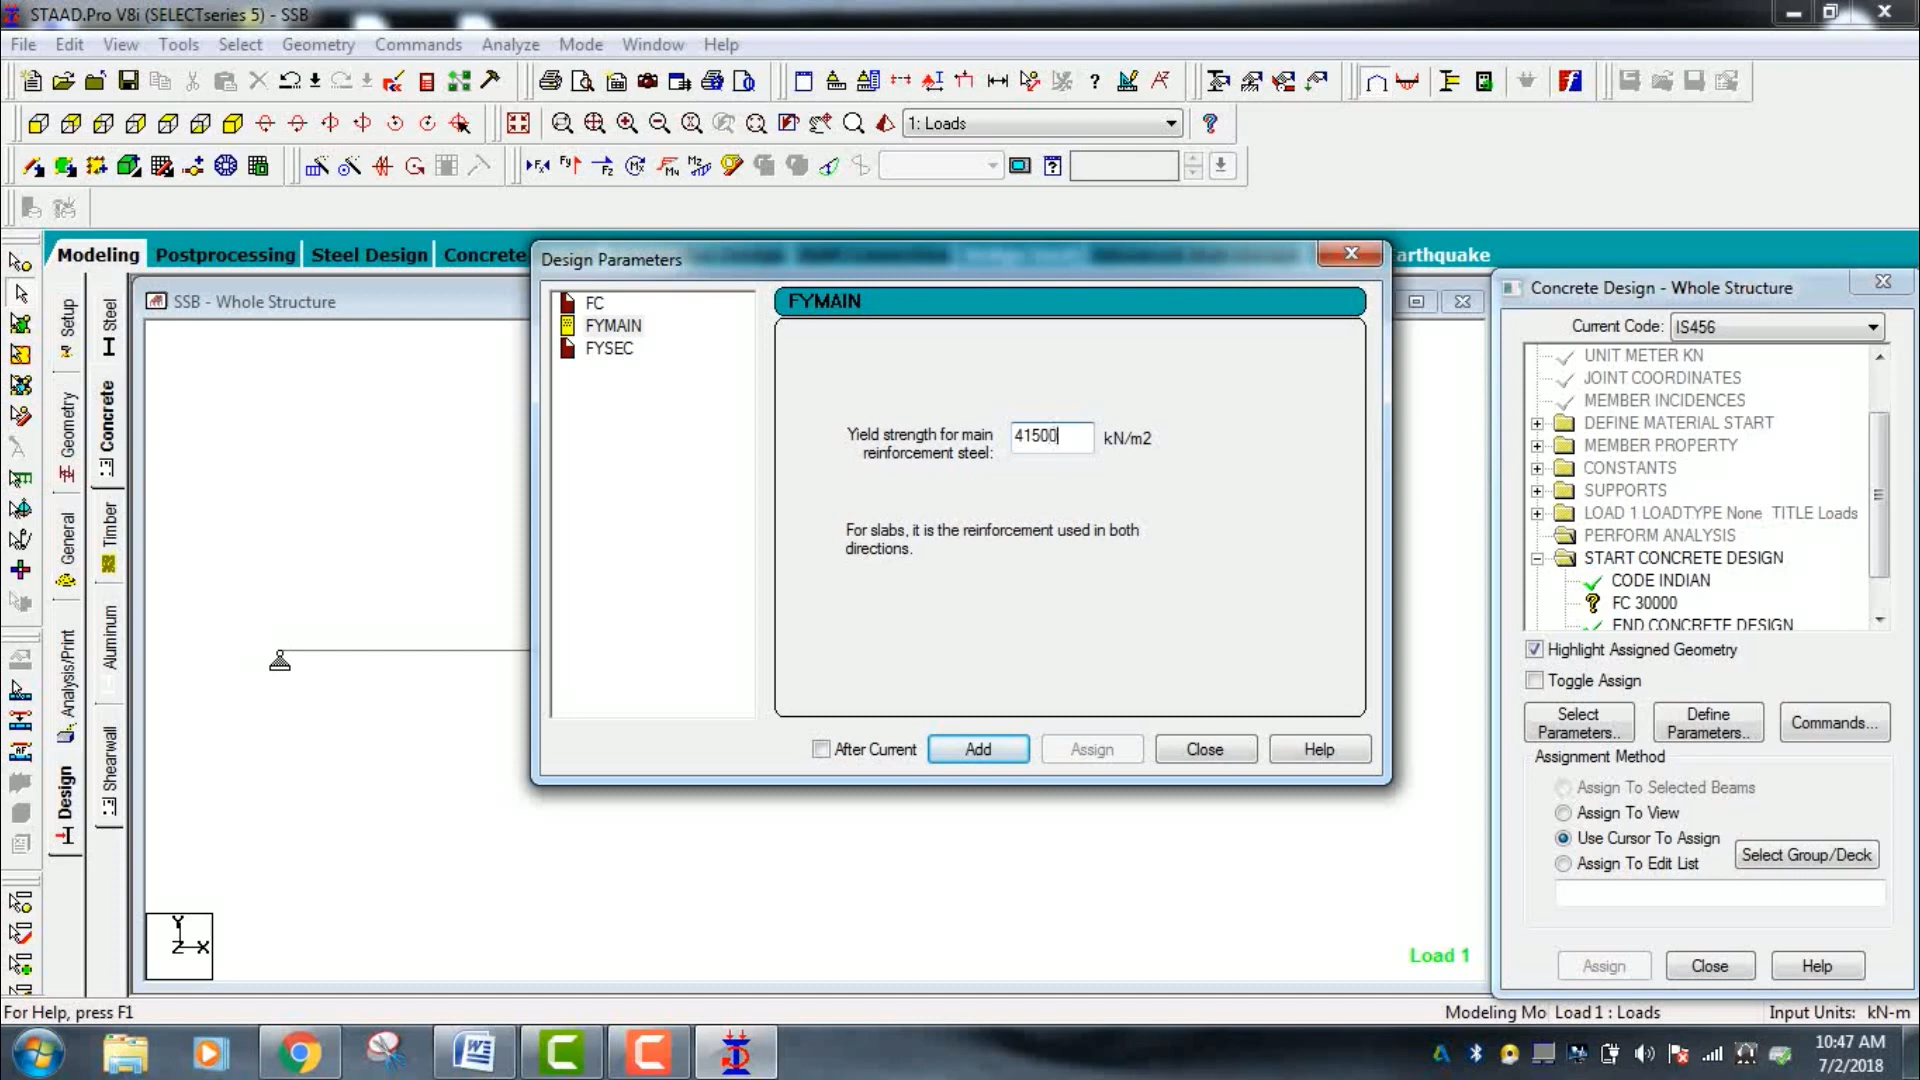 STAAD.Pro V8i (SELECTseries 5) - SSB
File Edit View Tools Select Geometry Commands Analyze Mode Window Help
1: Loads
Modeling Postprocessing Steel Design Concrete
arthquake
SSB - Whole Structure
Setup
Geometry
General
Analysis/Print
Design
Steel
Concrete
Timber
Aluminum
Shearwall
Design Parameters
FC
FYMAIN
FYSEC
FYMAIN
Yield strength for main
reinforcement steel:
41500
kN/m2
For slabs, it is the reinforcement used in both
directions.
After Current
Add
Assign
Close
Help
Y
Z X
Load 1
Concrete Design - Whole Structure
Current Code: IS456
UNIT METER KN
JOINT COORDINATES
MEMBER INCIDENCES
DEFINE MATERIAL START
MEMBER PROPERTY
CONSTANTS
SUPPORTS
LOAD 1 LOADTYPE None TITLE Loads
PERFORM ANALYSIS
START CONCRETE DESIGN
CODE INDIAN
FC 30000
END CONCRETE DESIGN
Highlight Assigned Geometry
Toggle Assign
Select
Parameters..
Define
Parameters..
Commands...
Assignment Method
Assign To Selected Beams
Assign To View
Use Cursor To Assign
Assign To Edit List
Select Group/Deck
Assign
Close
Help
For Help, press F1
Modeling Mo Load 1 : Loads Input Units: kN-m
10:47 AM
7/2/2018